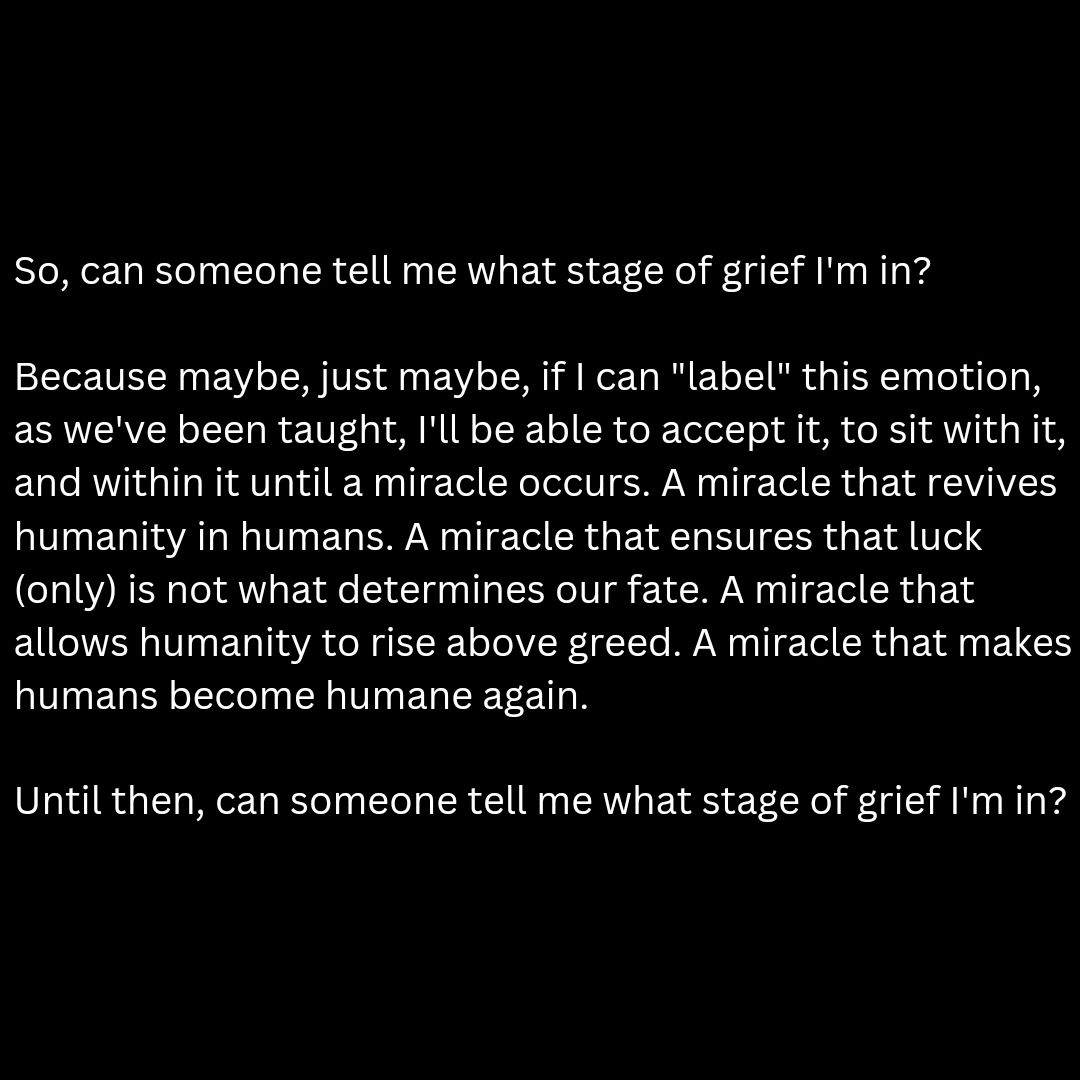 So, can someone tell me what stage of grief I'm in?
Because maybe, just maybe, if I can "label" this emotion,
as we've been taught, I'll be able to accept it, to sit with it,
and within it until a miracle occurs. A miracle that revives
humanity in humans. A miracle that ensures that luck
(only) is not what determines our fate. A miracle that
allows humanity to rise above greed. A miracle that makes
humans become humane again.
Until then, can someone tell me what stage of grief I'm in?